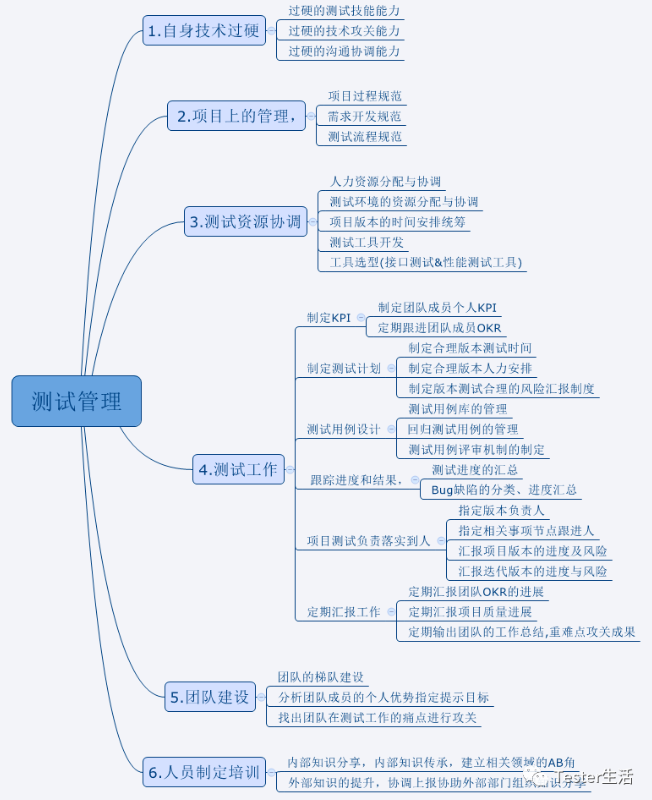 1.自身技术过硬
过硬的测试技能能力
过硬的技术攻关能力
过硬的沟通协调能力
2.项目上的管理，
项目过程规范
需求开发规范
测试流程规范
3.测试资源协调
人力资源分配与协调
测试环境的资源分配与协调
项目版本的时间安排统筹
测试工具开发
工具选型(接口测试&性能测试工具)
测试管理
4.测试工作
制定KPI
制定团队成员个人KPI
定期跟进团队成员OKR
制定测试计划
制定合理版本测试时间
制定合理版本人力安排
制定版本测试合理的风险汇报制度
测试用例设计
测试用例库的管理
回归测试用例的管理
测试用例评审机制的制定
跟踪进度和结果，
测试进度的汇总
Bug缺陷的分类、进度汇总
项目测试负责落实到人
指定版本负责人
指定相关事项节点跟进人
汇报项目版本的进度及风险
汇报迭代版本的进度与风险
定期汇报工作
定期汇报团队OKR的进展
定期汇报项目质量进展
定期输出团队的工作总结,重难点攻关成果
5.团队建设
团队的梯队建设
分析团队成员的个人优势指定提示目标
找出团队在测试工作的痛点进行攻关
6.人员制定培训
内部知识分享，内部知识传承，建立相关领域的AB角
外部知识的提升，协调上报协助外部部门组织知识分享
Tester生活